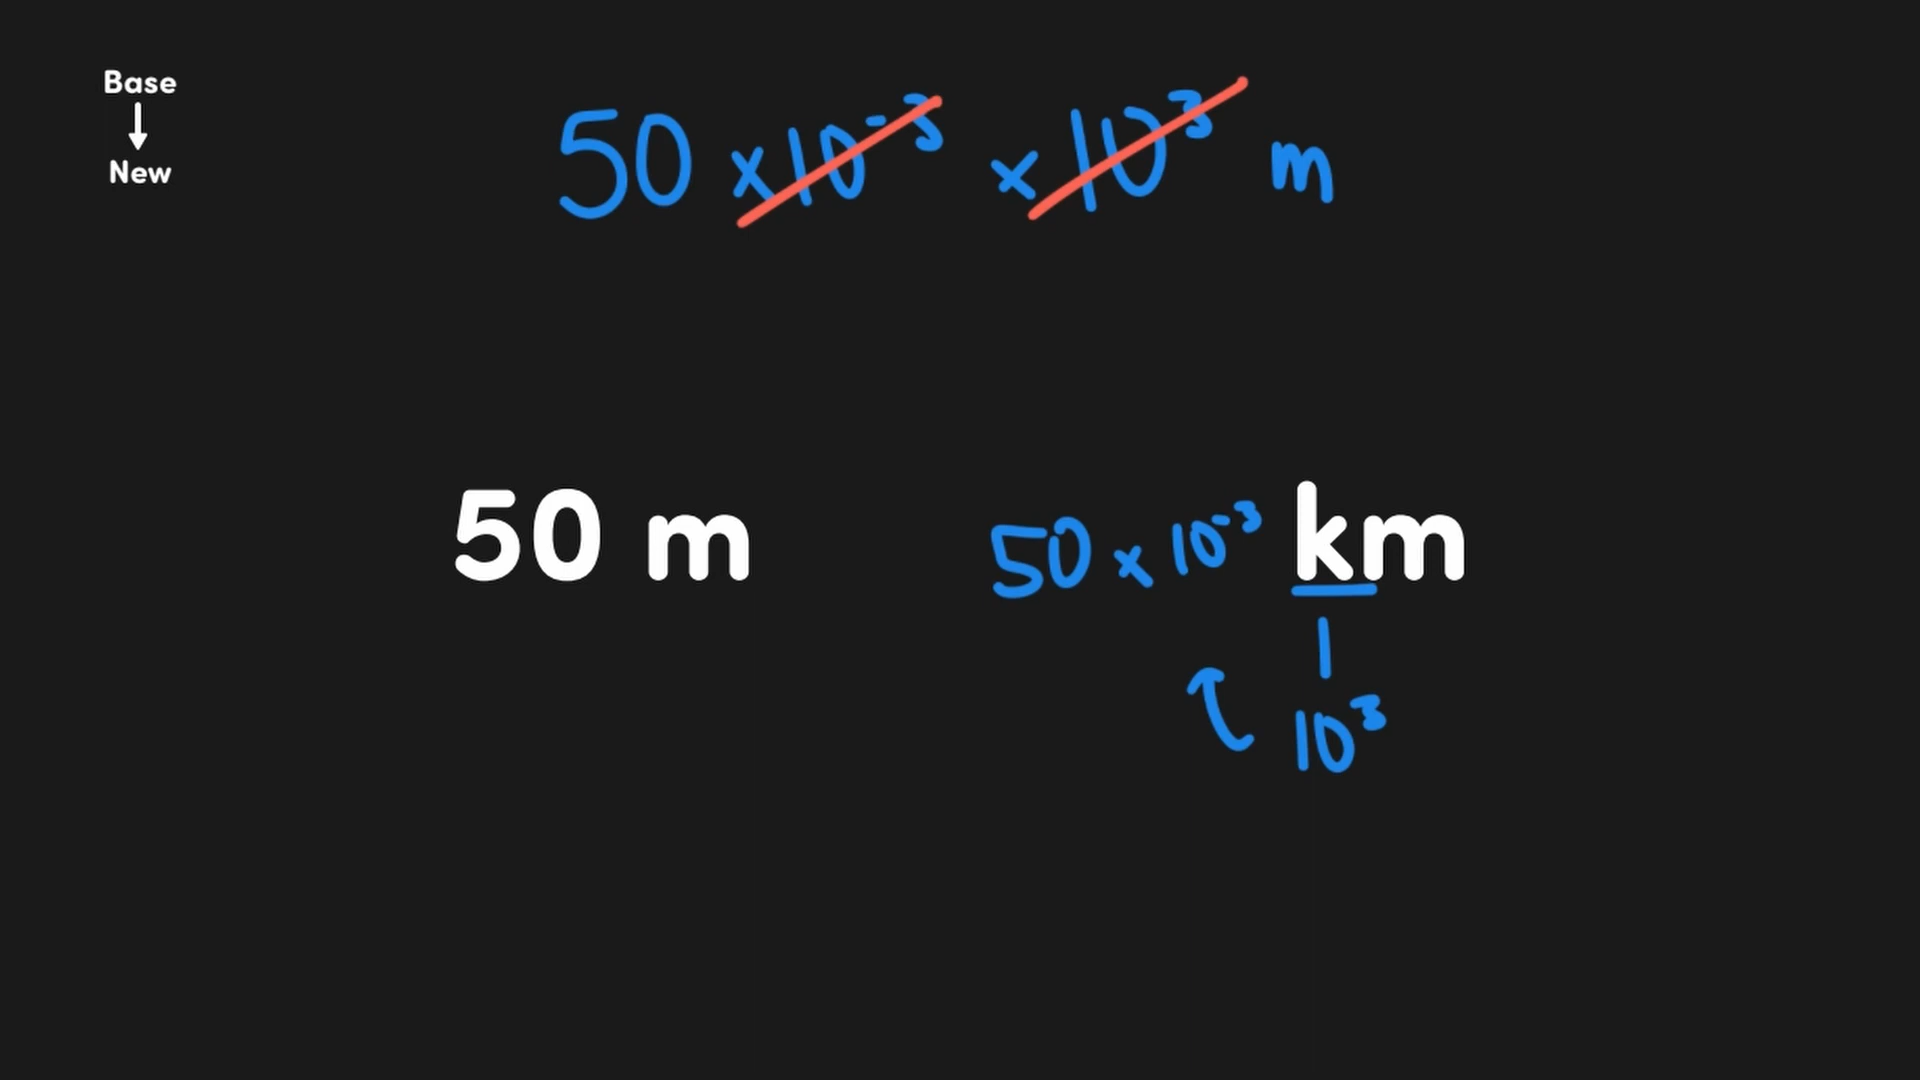 Base
New
50 × 10⁻³ × 10³ m
50 m
50 × 10⁻³ km
10³